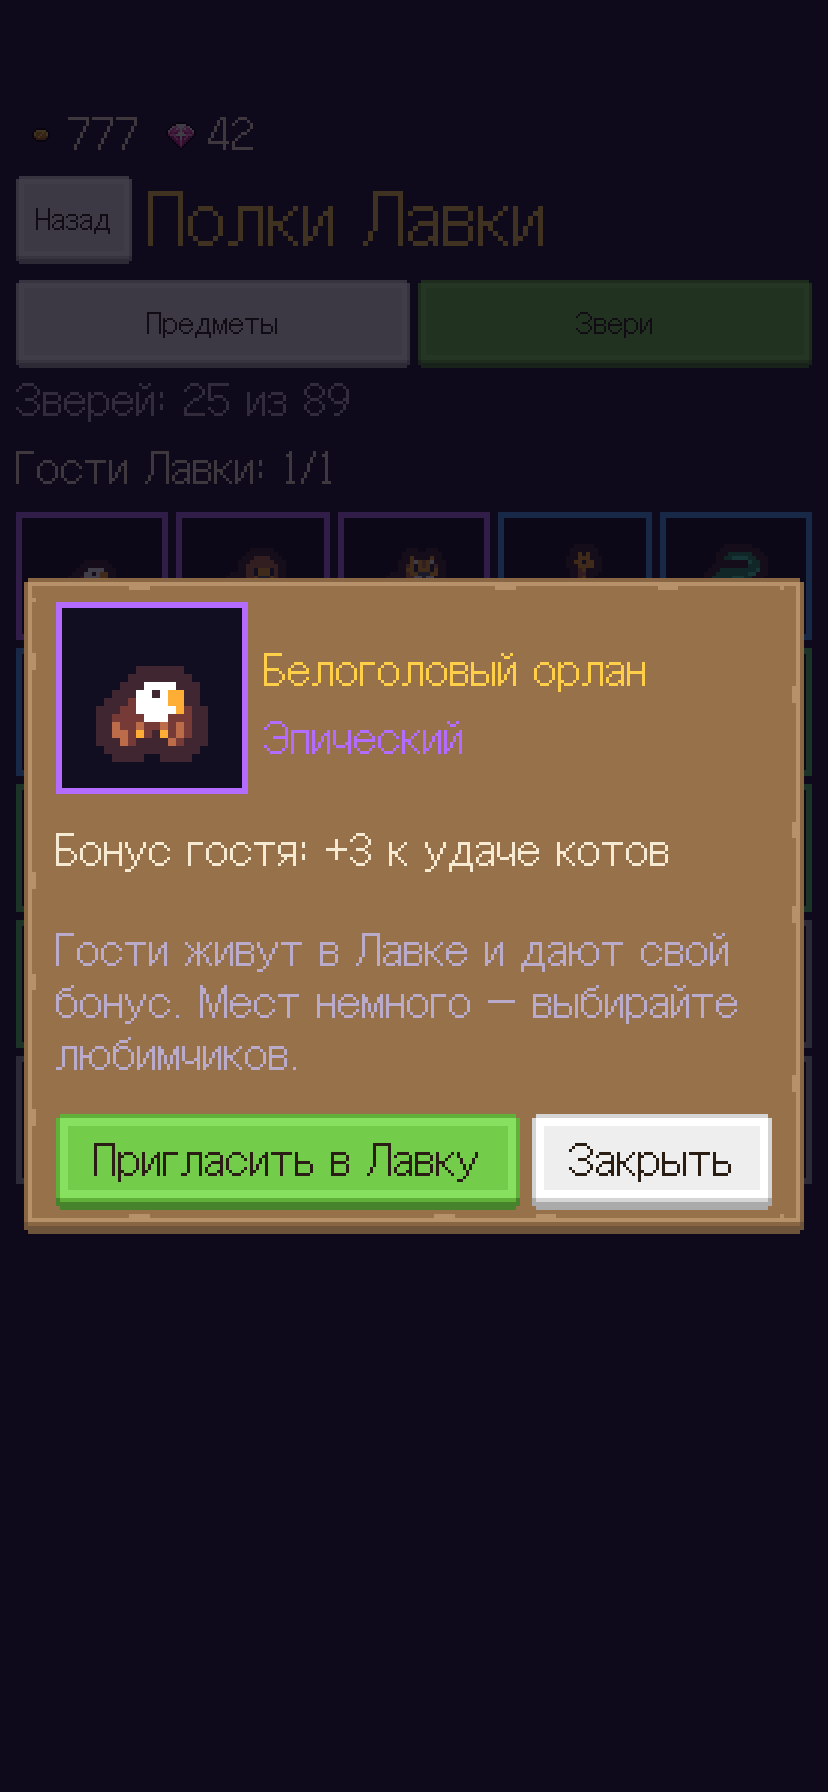 777 42
Назад Полки Лавки
Предметы Звери
Зверей: 25 из 89
Гости Лавки: 1/1
Белоголовый орлан
Эпический
Бонус гостя: +3 к удаче котов
Гости живут в Лавке и дают свой
бонус. Мест немного — выбирайте
любимчиков.
Пригласить в Лавку Закрыть